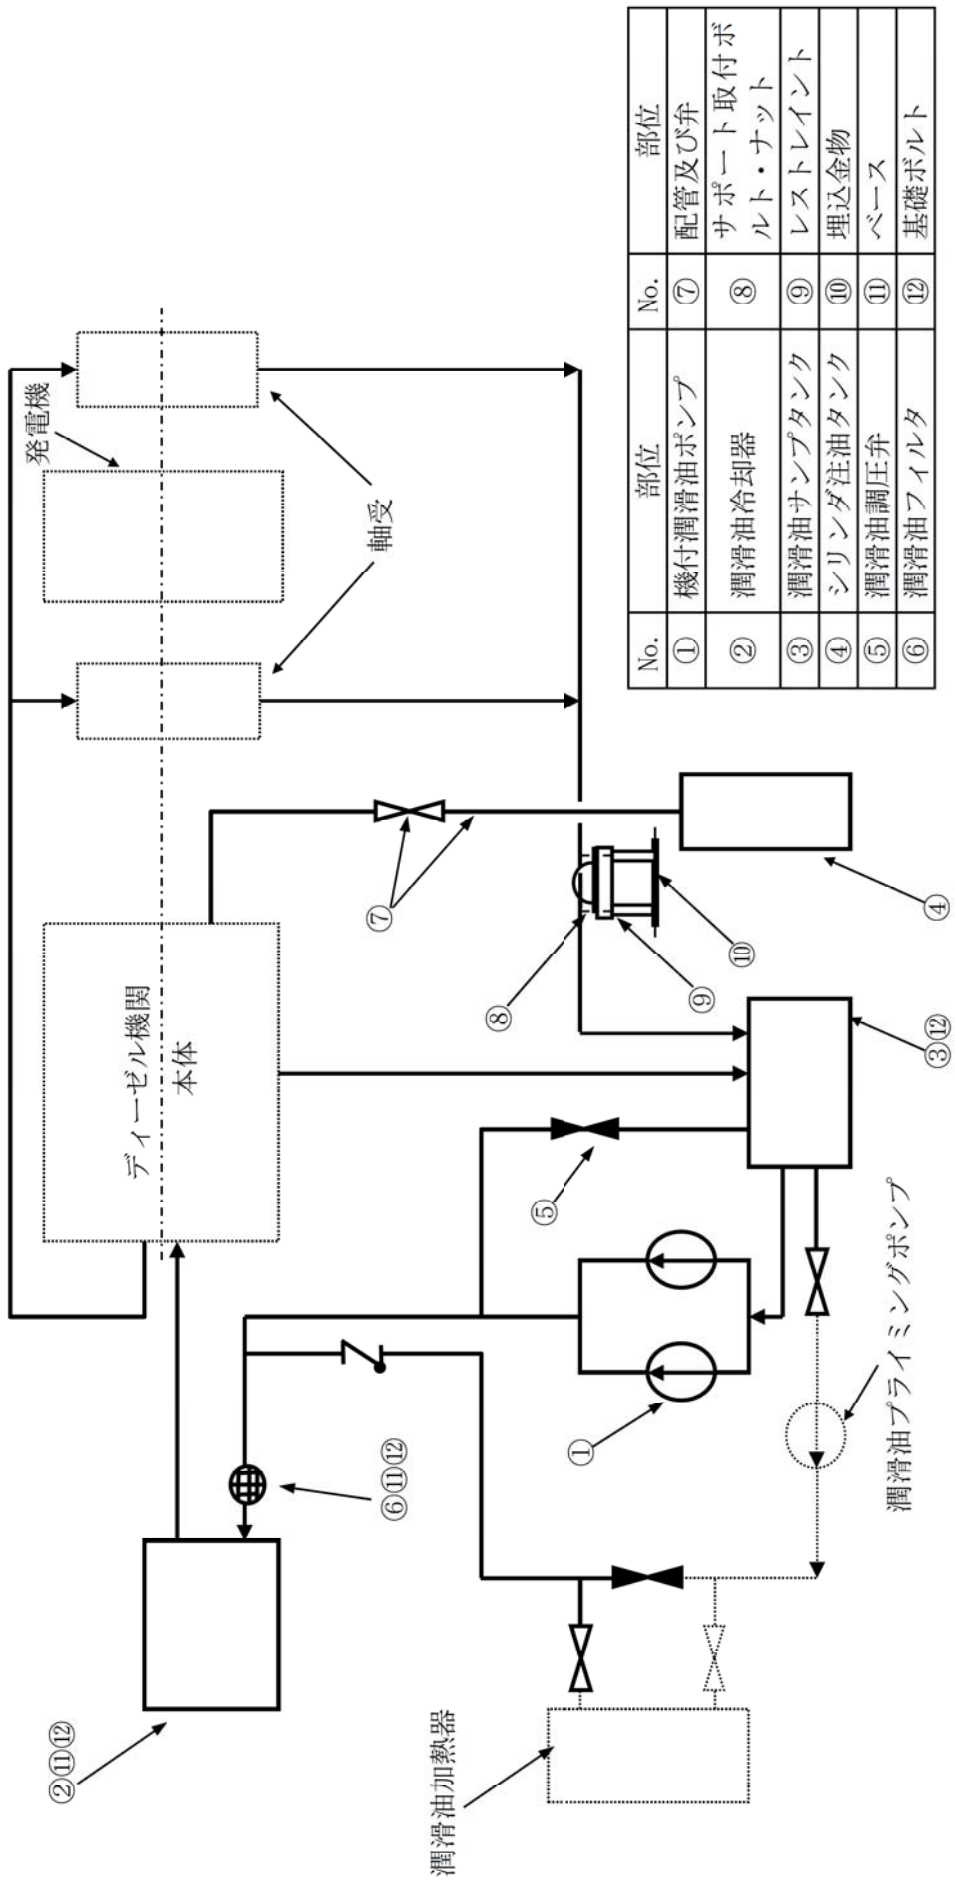 発電機
軸受
ディーゼル機関
本体
⑦
⑧
⑨
⑩
④
③⑫
⑤
①
潤滑油プライミングポンプ
⑥⑪⑫
②⑪⑫
潤滑油加熱器
No. 部位 No. 部位
① 機付潤滑油ポンプ ⑦ 配管及び弁
② 潤滑油冷却器 ⑧ サポート取付ボ
ルト・ナット
③ 潤滑油サンプタンク ⑨ レストレイント
④ シリンダ注油タンク ⑩ 埋込金物
⑤ 潤滑油調圧弁 ⑪ ベース
⑥ 潤滑油フィルタ ⑫ 基礎ボルト